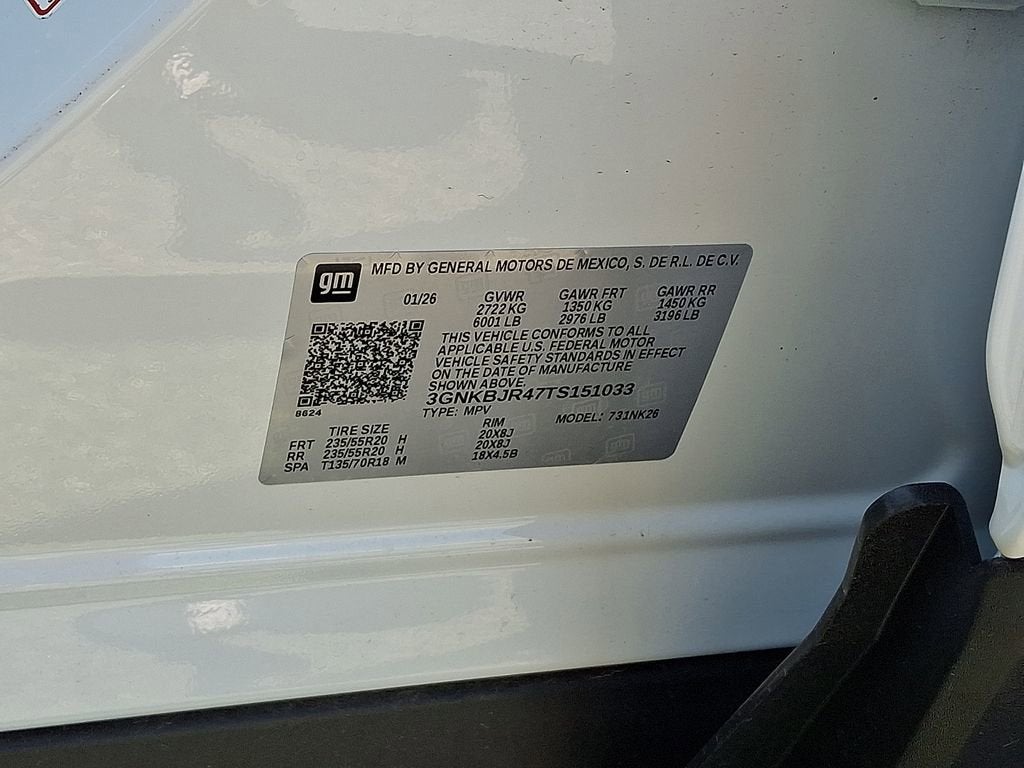 gm MFD BY GENERAL MOTORS DE MEXICO, S. DE R.L. DE C.V.
01/26 GVWR GAWR FRT GAWR RR
2722 KG 1350 KG 1450 KG
6001 LB 2976 LB 3196 LB
THIS VEHICLE CONFORMS TO ALL
APPLICABLE U.S. FEDERAL MOTOR
VEHICLE SAFETY STANDARDS IN EFFECT
ON THE DATE OF MANUFACTURE
SHOWN ABOVE.
3GNKBJR47TS151033
8624
TYPE: MPV MODEL: 731NK26
TIRE SIZE RIM
FRT 235/55R20 H 20X8J
RR 235/55R20 H 20X8J
SPA T135/70R18 M 18X4.5B